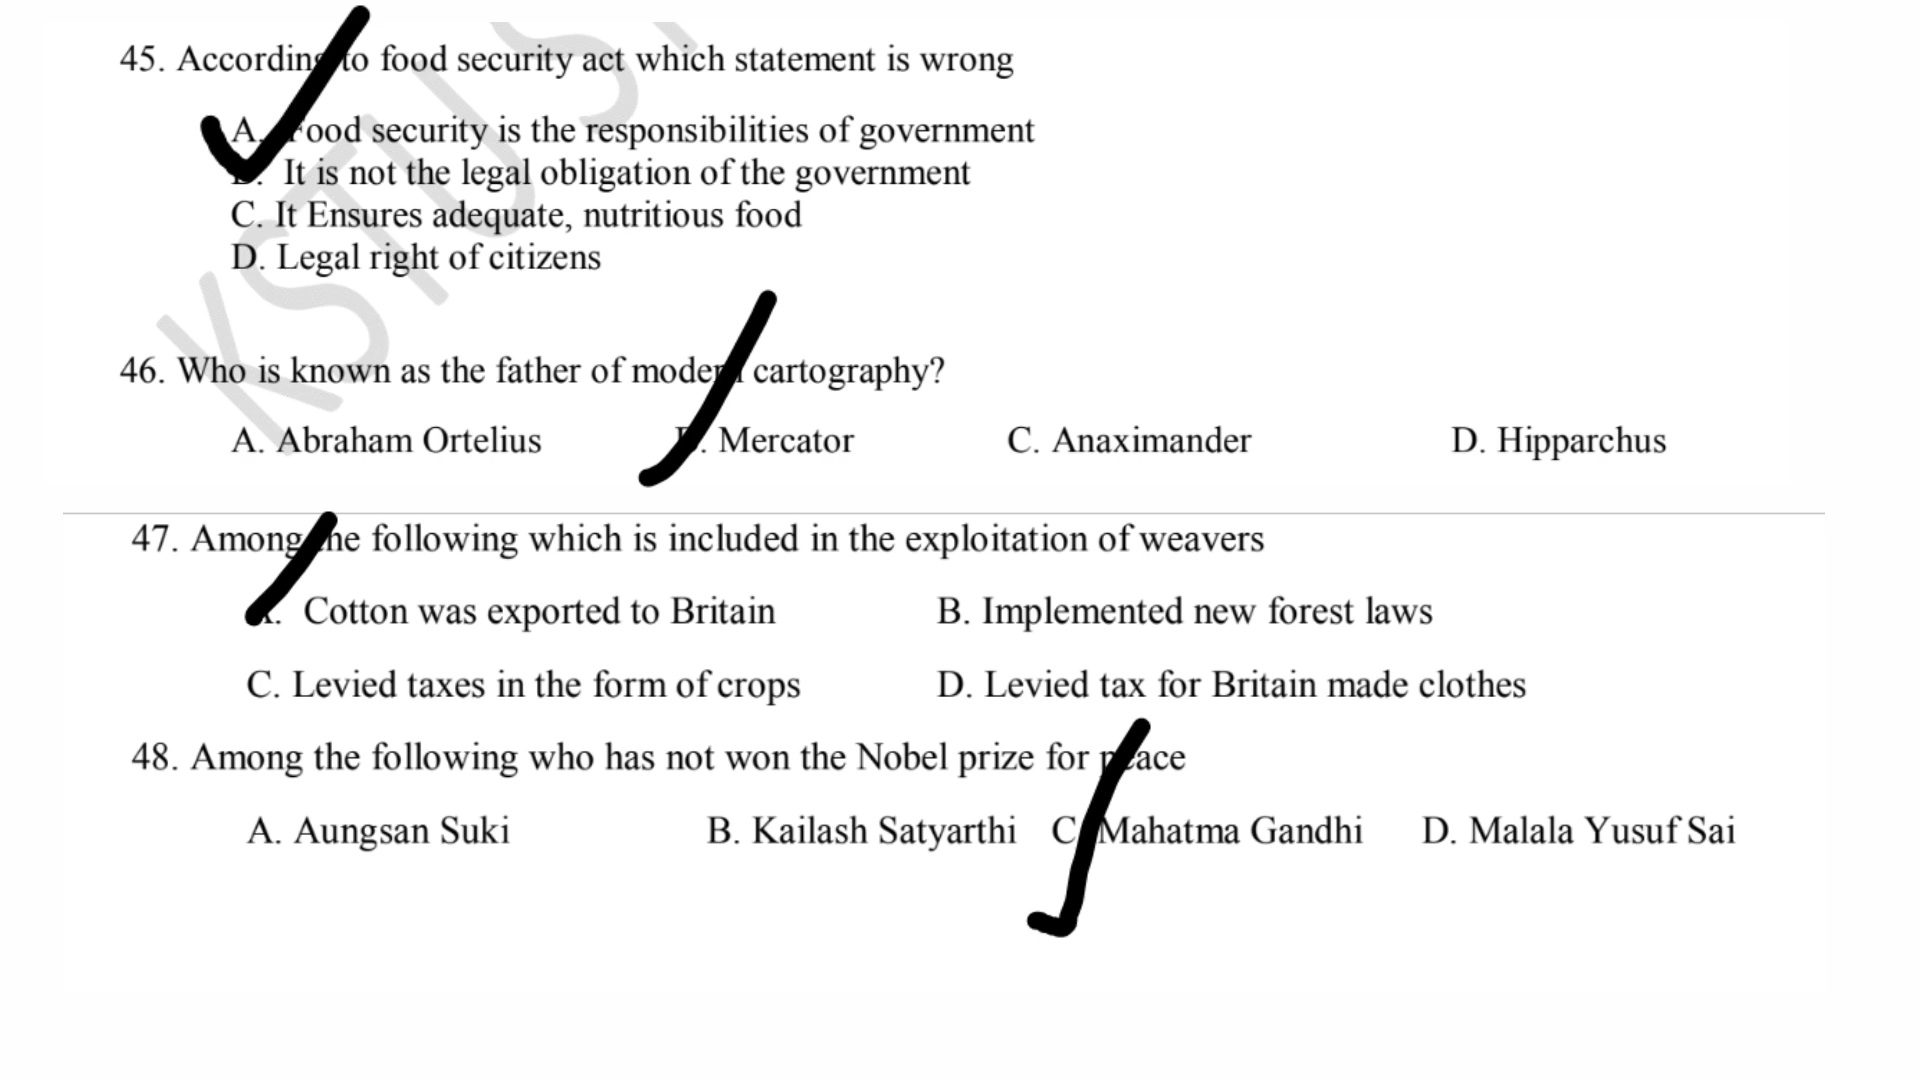 45. According to food security act which statement is wrong
A. Food security is the responsibilities of government
B. It is not the legal obligation of the government
C. It Ensures adequate, nutritious food
D. Legal right of citizens
46. Who is known as the father of modern cartography?
A. Abraham Ortelius B. Mercator C. Anaximander D. Hipparchus
47. Among the following which is included in the exploitation of weavers
A. Cotton was exported to Britain B. Implemented new forest laws
C. Levied taxes in the form of crops D. Levied tax for Britain made clothes
48. Among the following who has not won the Nobel prize for peace
A. Aungsan Suki B. Kailash Satyarthi C. Mahatma Gandhi D. Malala Yusuf Sai
KSTU